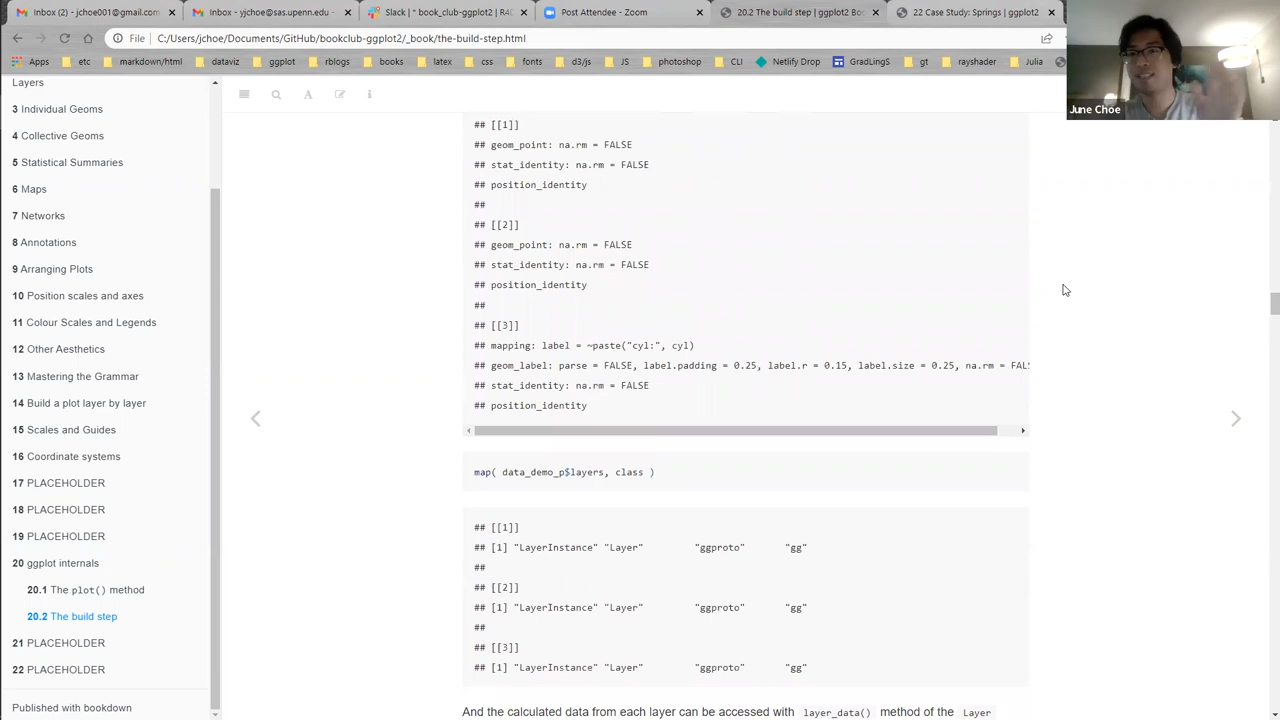 Inbox (2) - jchoe001@gmail.com
Inbox - yjchoe@sas.upenn.edu -
Slack | * book_club-ggplot2 | R4D
Post Attendee - Zoom
20.2 The build step | ggplot2 Boo
22 Case Study: Springs | ggplot2
File C:/Users/jchoe/Documents/GitHub/bookclub-ggplot2/_book/the-build-step.html
Apps etc markdown/html dataviz ggplot rblogs books latex css fonts d3/js JS photoshop CLI Netlify Drop GradLingS gt rayshader Julia
June Choe
Layers
3 Individual Geoms
4 Collective Geoms
5 Statistical Summaries
6 Maps
7 Networks
8 Annotations
9 Arranging Plots
10 Position scales and axes
11 Colour Scales and Legends
12 Other Aesthetics
13 Mastering the Grammar
14 Build a plot layer by layer
15 Scales and Guides
16 Coordinate systems
17 PLACEHOLDER
18 PLACEHOLDER
19 PLACEHOLDER
20 ggplot internals
20.1 The plot() method
20.2 The build step
21 PLACEHOLDER
22 PLACEHOLDER
Published with bookdown
## [[1]]
## geom_point: na.rm = FALSE
## stat_identity: na.rm = FALSE
## position_identity
##
## [[2]]
## geom_point: na.rm = FALSE
## stat_identity: na.rm = FALSE
## position_identity
##
## [[3]]
## mapping: label = ~paste("cyl:", cyl)
## geom_label: parse = FALSE, label.padding = 0.25, label.r = 0.15, label.size = 0.25, na.rm = FALS
## stat_identity: na.rm = FALSE
## position_identity
map( data_demo_p$layers, class )
## [[1]]
## [1] "LayerInstance" "Layer" "ggproto" "gg"
##
## [[2]]
## [1] "LayerInstance" "Layer" "ggproto" "gg"
##
## [[3]]
## [1] "LayerInstance" "Layer" "ggproto" "gg"
And the calculated data from each layer can be accessed with layer_data() method of the Layer